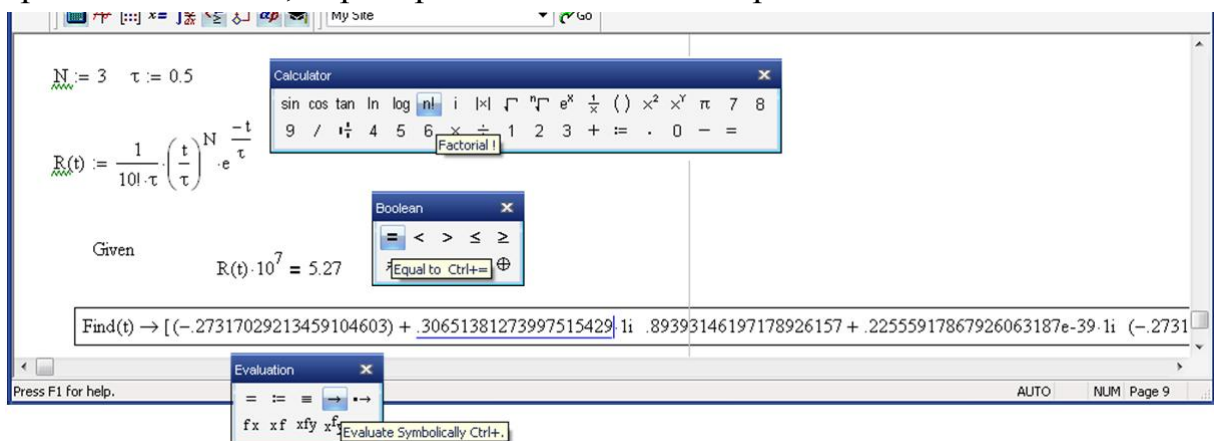 My Site Go
N := 3 τ := 0.5
Calculator
sin cos tan ln log n! i |×| √ ⁿ√ eˣ 1/x ( ) ×² ×ʸ π 7 8
9 / 4 5 6 × ÷ 1 2 3 + := . 0 − =
Factorial !
R(t) := 1/(10!·τ)·(t/τ)^N·e^(−t/τ)
Boolean
= < > ≤ ≥
Equal to Ctrl+= ⊕
Given
R(t)·10^7 = 5.27
Find(t) → [ (−.27317029213459104603) + .30651381273997515429·1i .89393146197178926157 + .22555917867926063187e-39·1i (−.2731
Evaluation
= := ≡ → •→
fx xf xfy
Evaluate Symbolically Ctrl+.
Press F1 for help. AUTO NUM Page 9